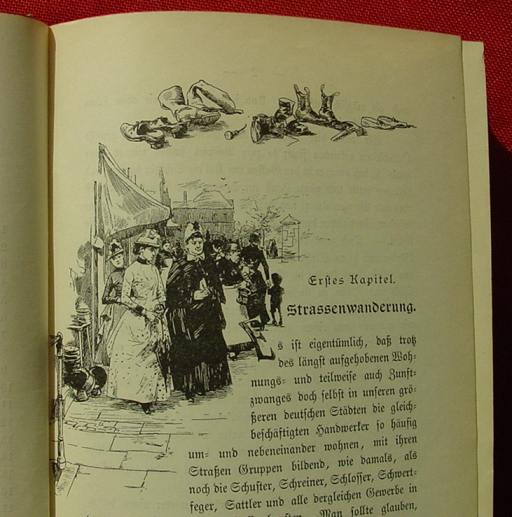 Erstes Kapitel.
Strassenwanderung.
s ist eigentümlich, daß trotz
des längst aufgehobenen Woh-
nungs- und teilweise auch Zunft-
zwanges doch selbst in unseren grö-
ßeren deutschen Städten die gleich-
beschäftigten Handwerker so häufig
um- und nebeneinander wohnen, mit ihren
Straßen Gruppen bildend, wie damals, als
noch die Schuster, Schreiner, Schlosser, Schwert-
feger, Sattler und alle dergleichen Gewerbe in
Man sollte glauben,